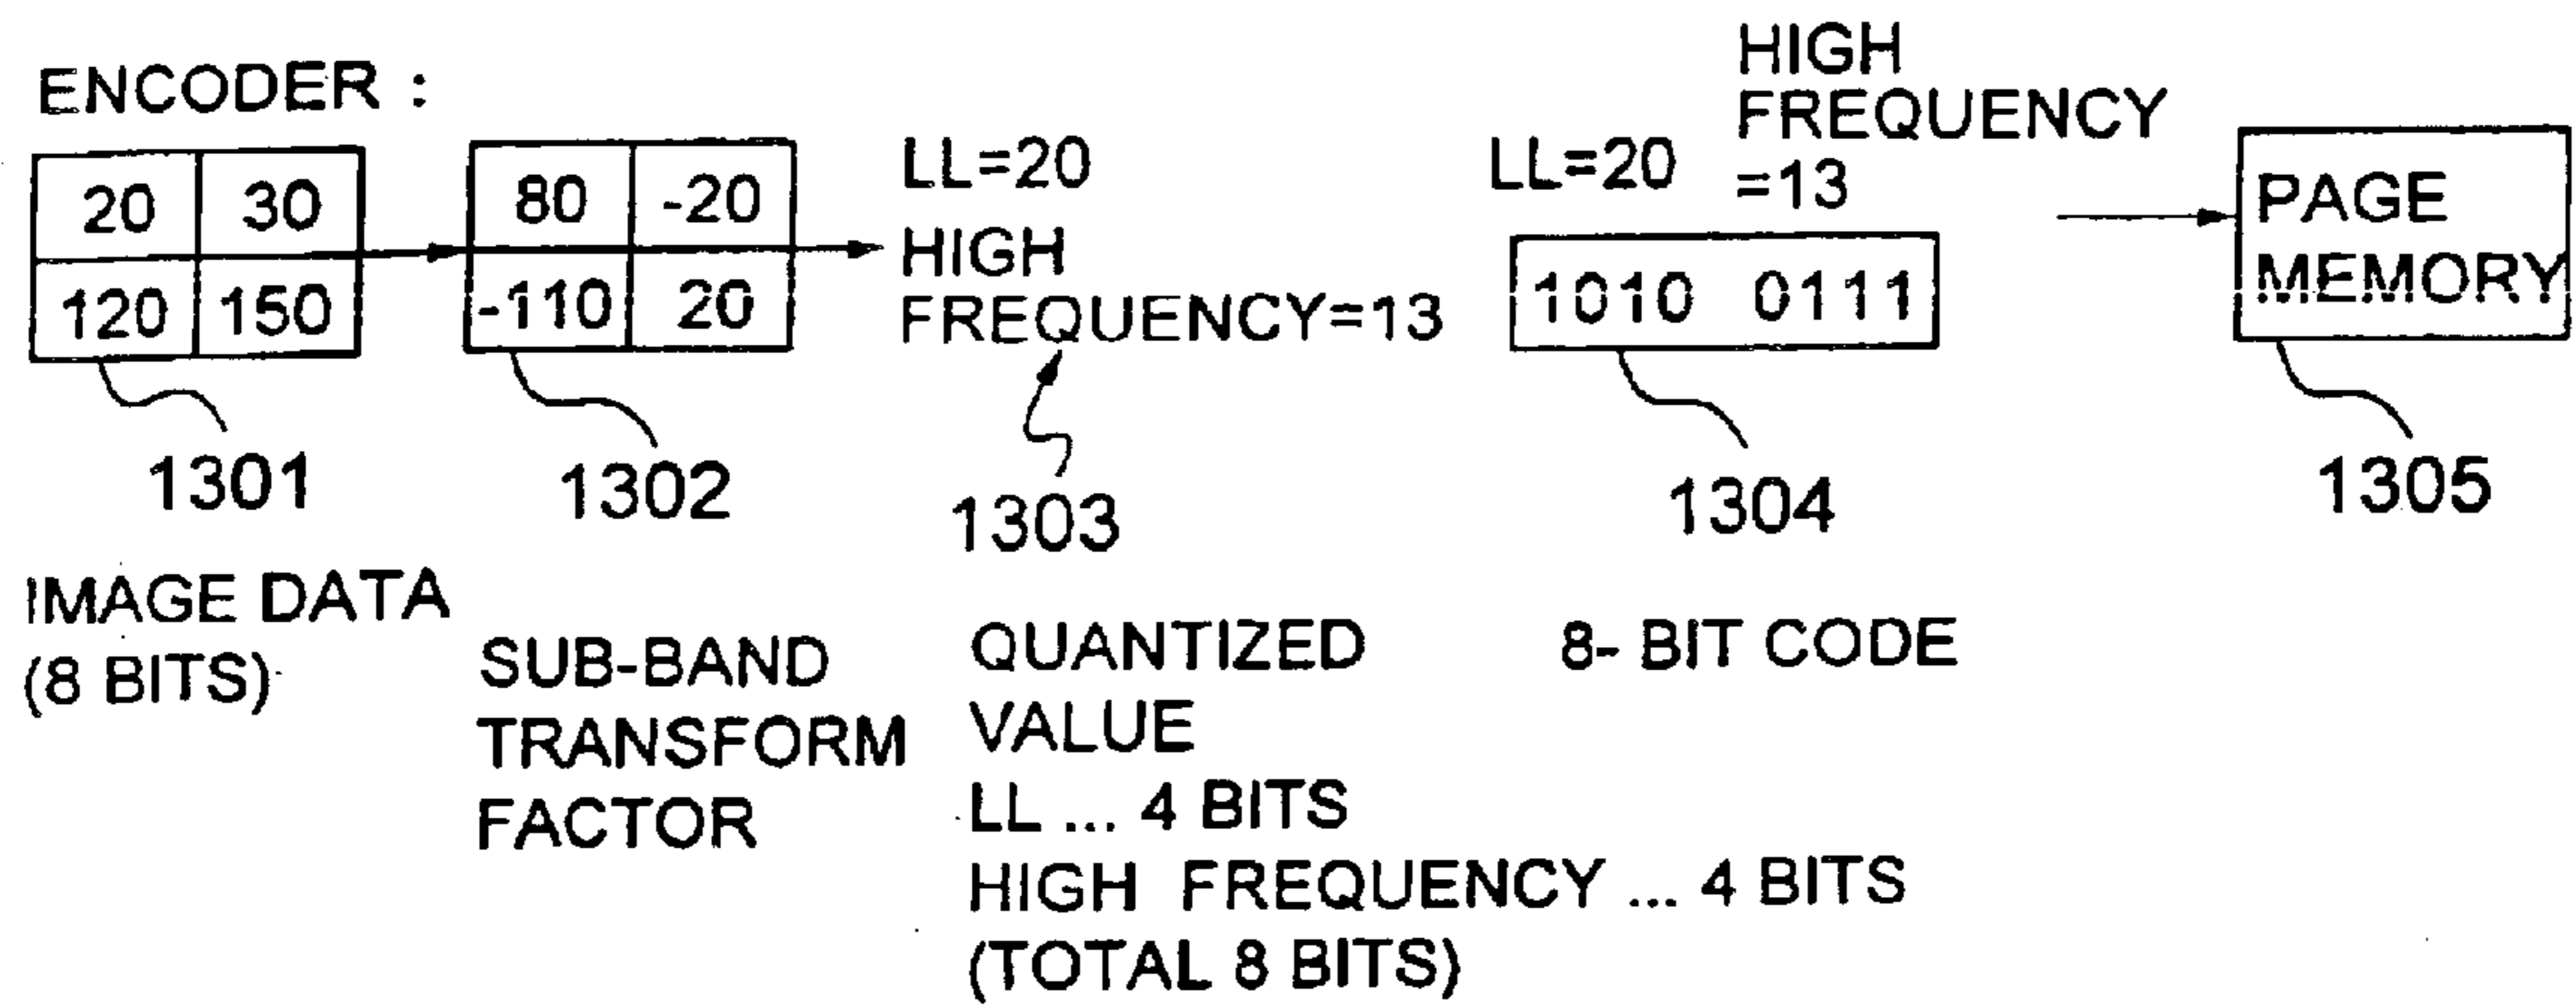 ENCODER :
20 30
120 150
1301
IMAGE DATA
(8 BITS)
80 -20
-110 20
1302
SUB-BAND
TRANSFORM
FACTOR
LL=20
HIGH
FREQUENCY=13
1303
QUANTIZED
VALUE
LL ... 4 BITS
HIGH FREQUENCY ... 4 BITS
(TOTAL 8 BITS)
LL=20
HIGH
FREQUENCY
=13
1010 0111
1304
8- BIT CODE
PAGE
MEMORY
1305